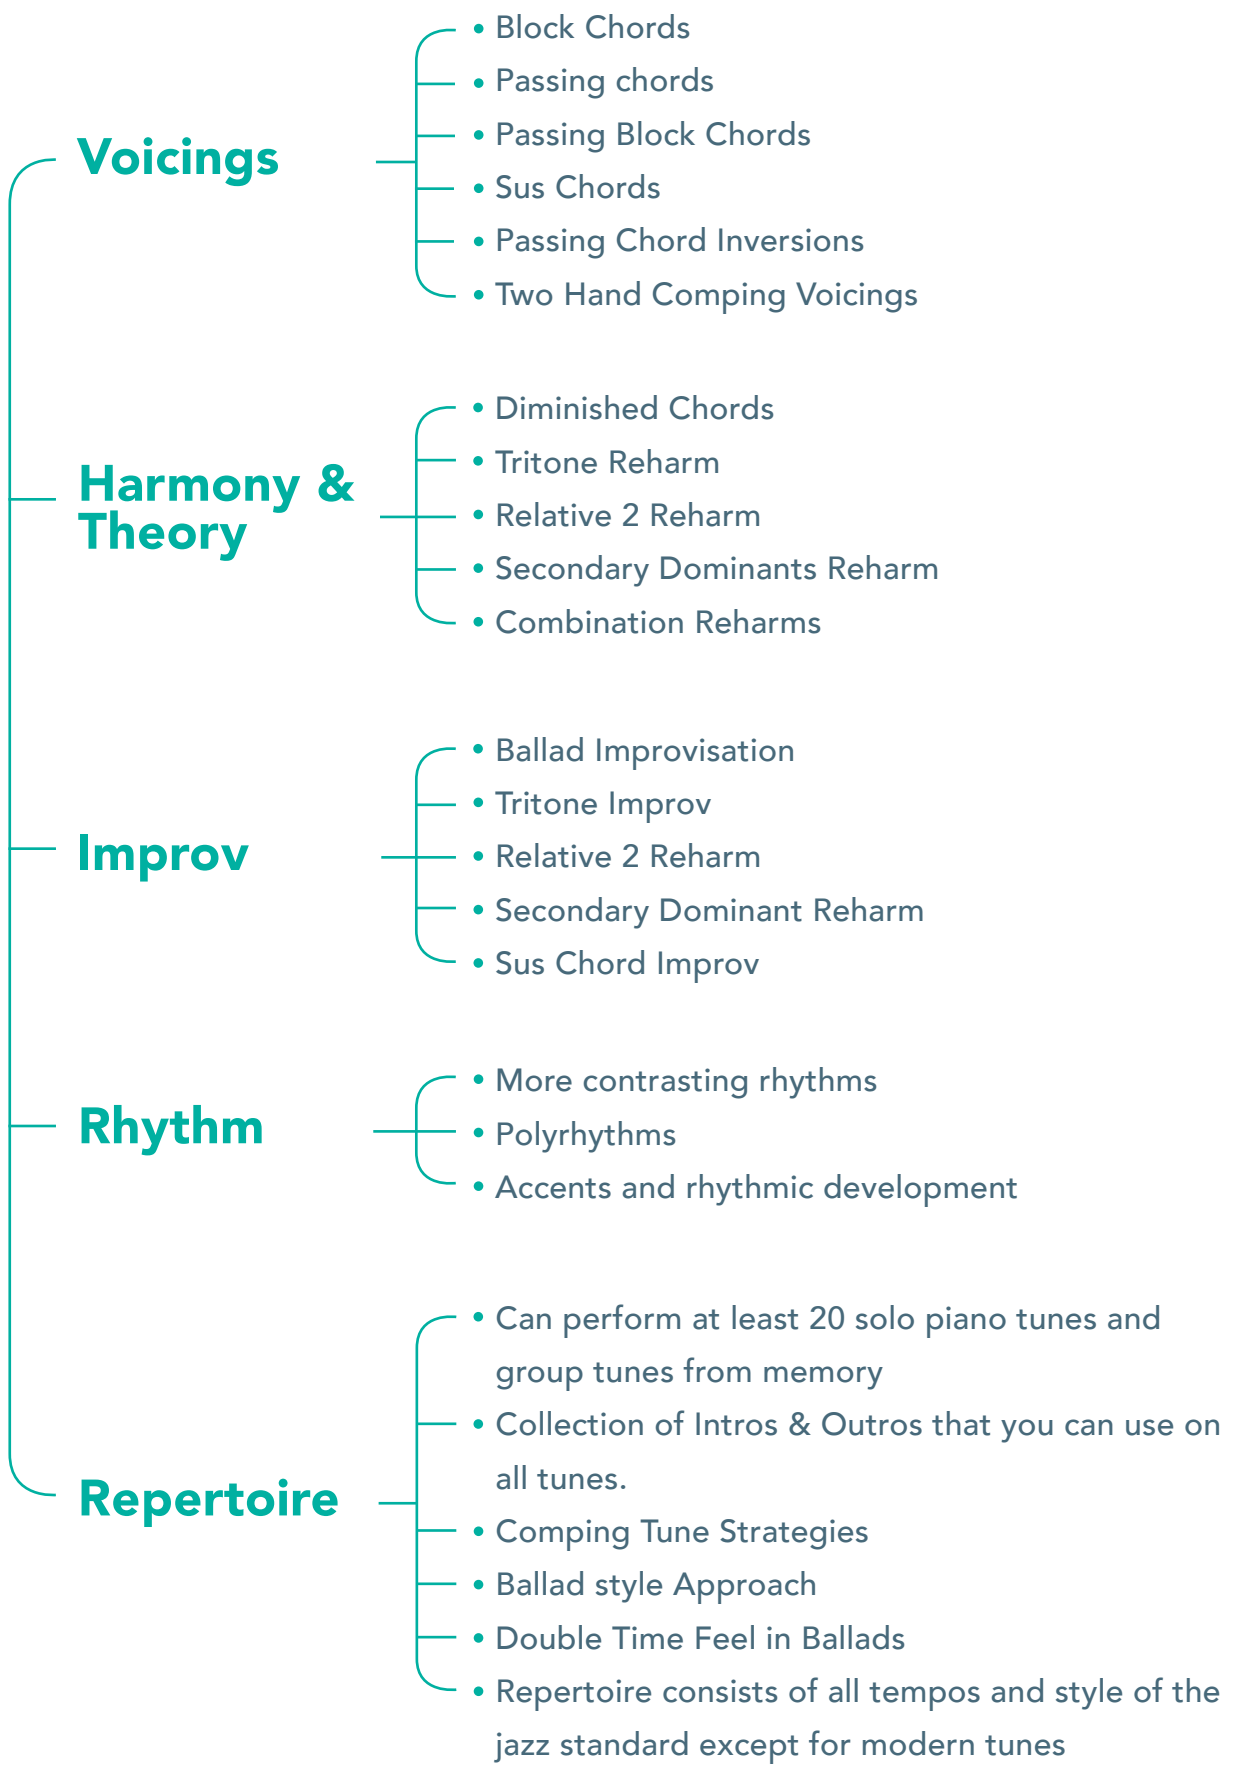 Voicings
• Block Chords
• Passing chords
• Passing Block Chords
• Sus Chords
• Passing Chord Inversions
• Two Hand Comping Voicings
Harmony &
Theory
• Diminished Chords
• Tritone Reharm
• Relative 2 Reharm
• Secondary Dominants Reharm
• Combination Reharms
Improv
• Ballad Improvisation
• Tritone Improv
• Relative 2 Reharm
• Secondary Dominant Reharm
• Sus Chord Improv
Rhythm
• More contrasting rhythms
• Polyrhythms
• Accents and rhythmic development
Repertoire
• Can perform at least 20 solo piano tunes and
group tunes from memory
• Collection of Intros & Outros that you can use on
all tunes.
• Comping Tune Strategies
• Ballad style Approach
• Double Time Feel in Ballads
• Repertoire consists of all tempos and style of the
jazz standard except for modern tunes